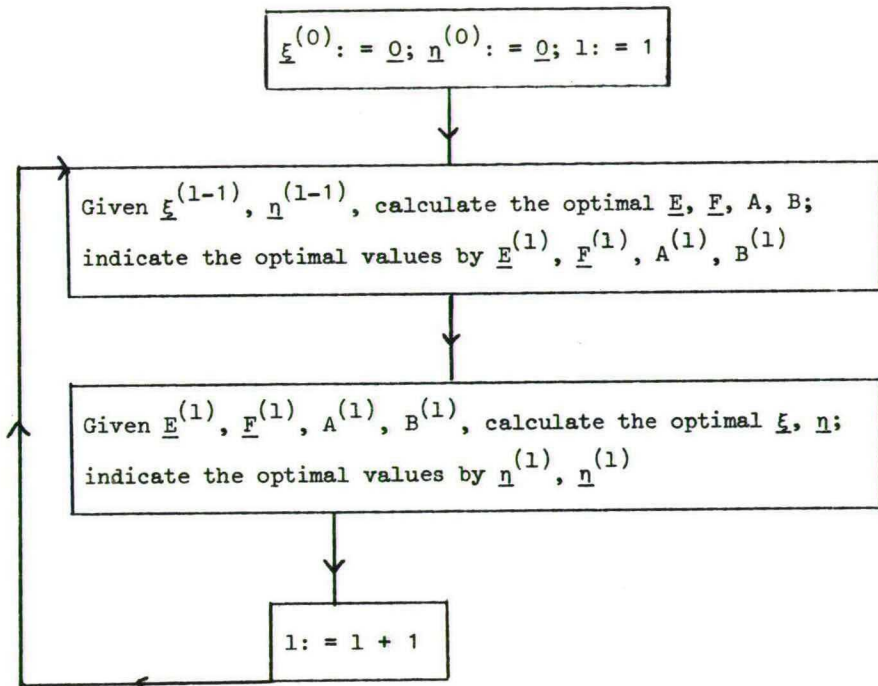 ξ^(0): = 0; η^(0): = 0; l: = 1
Given ξ^(l-1), η^(l-1), calculate the optimal E, F, A, B;
indicate the optimal values by E^(l), F^(l), A^(l), B^(l)
Given E^(l), F^(l), A^(l), B^(l), calculate the optimal ξ, η;
indicate the optimal values by η^(l), η^(l)
l: = l + 1